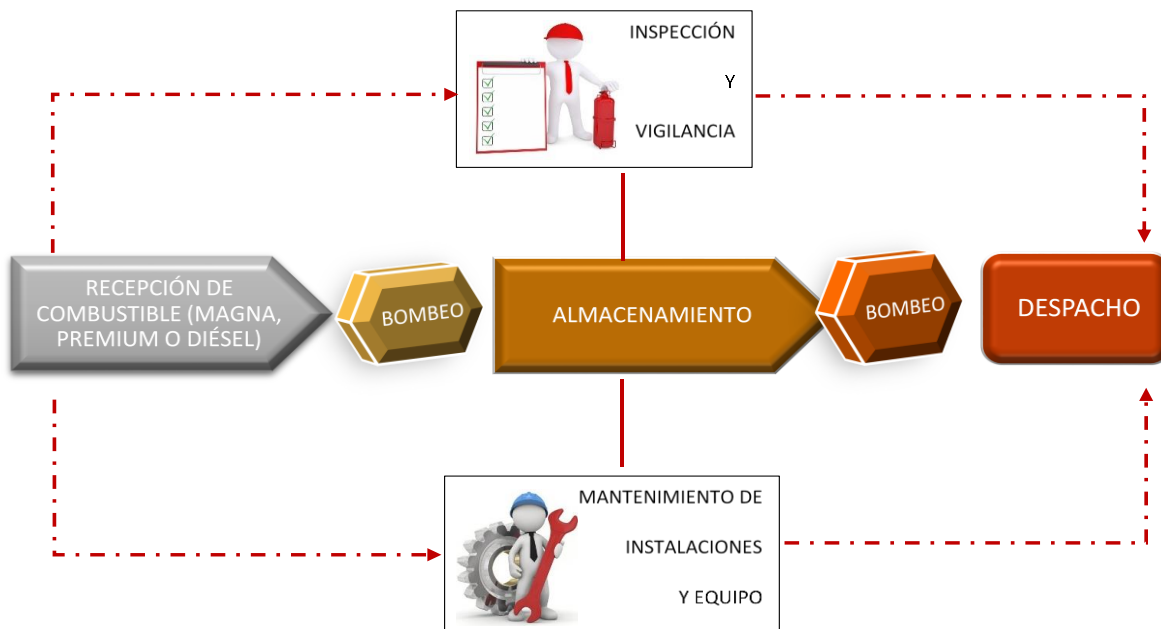 INSPECCIÓN
Y
VIGILANCIA
RECEPCIÓN DE
COMBUSTIBLE (MAGNA,
PREMIUM O DIÉSEL)
BOMBEO
ALMACENAMIENTO
BOMBEO
DESPACHO
MANTENIMIENTO DE
INSTALACIONES
Y EQUIPO